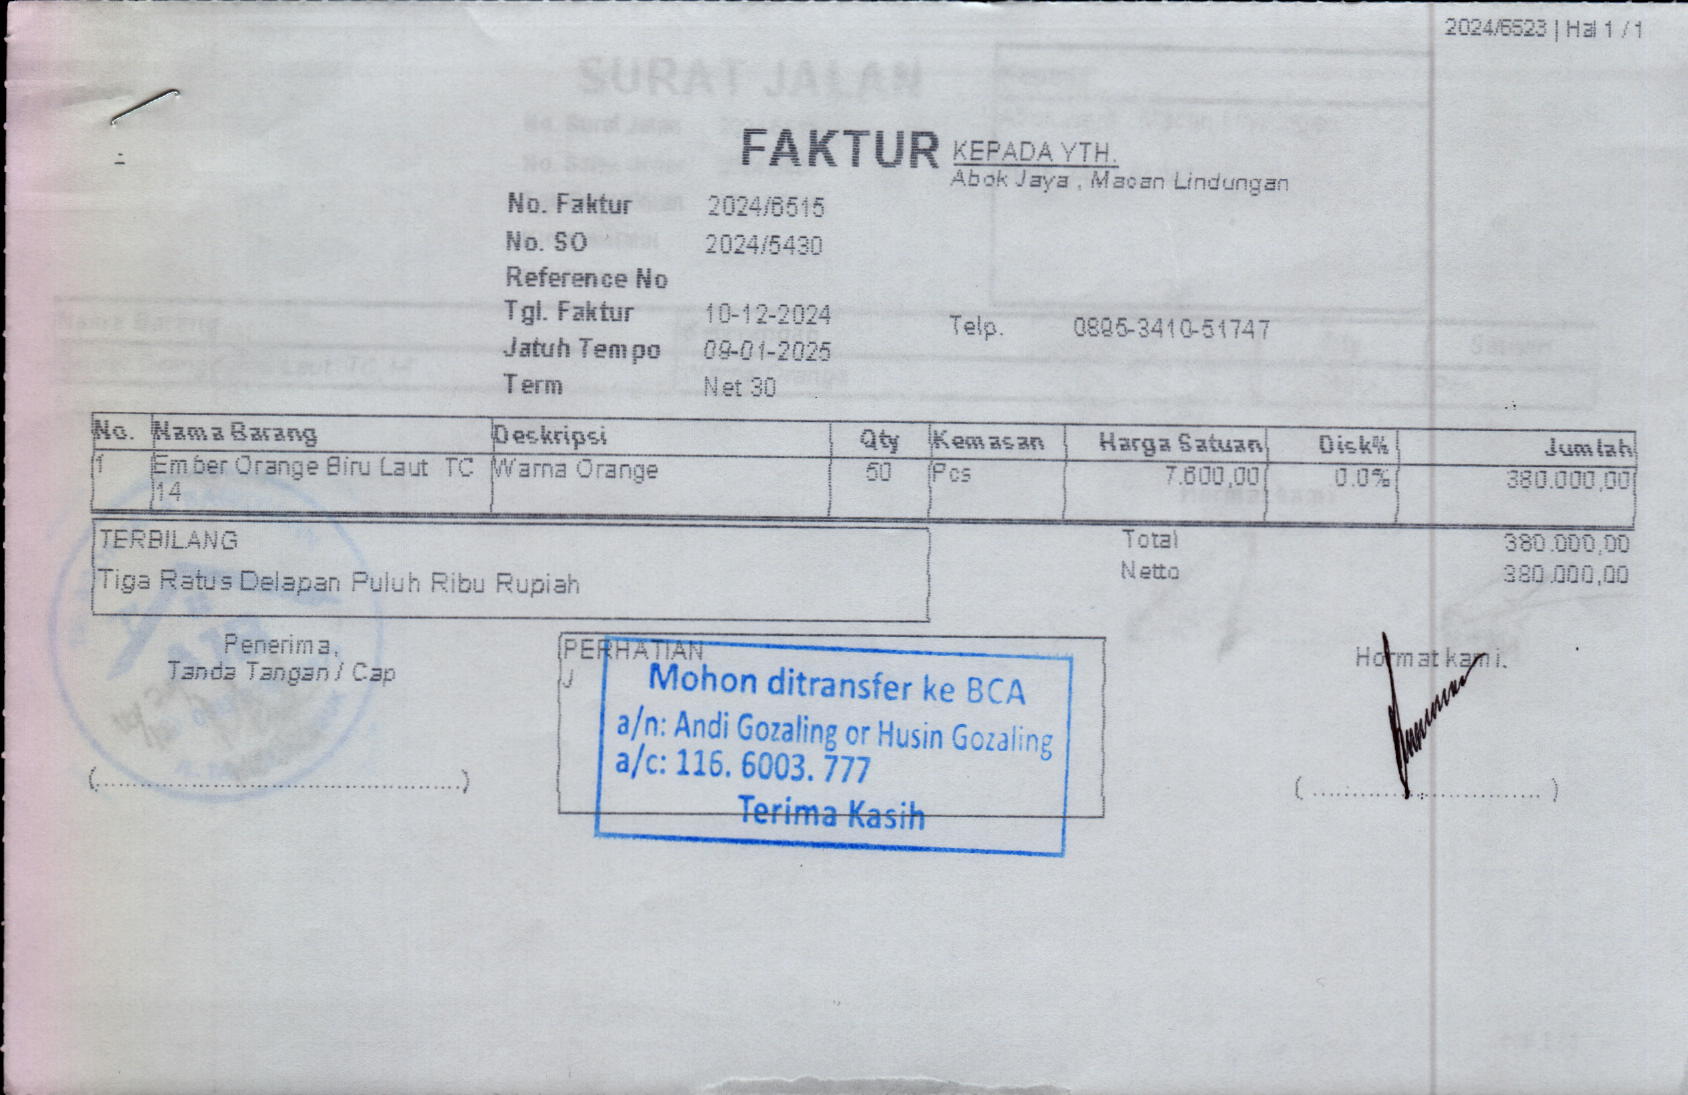 2024/6523 | Hal 1 / 1
FAKTUR
KEPADA YTH.
Abok Jaya , Macan Lindungan
No. Faktur 2024/6515
No. SO 2024/5430
Reference No
Tgl. Faktur 10-12-2024
Telp. 0895-3410-51747
Jatuh Tempo 09-01-2025
Term Net 30
No. Nama Barang Deskripsi Qty Kemasan Harga Satuan Disk% Jumlah
1 Ember Orange Biru Laut TC Warna Orange 50 Pcs 7.600,00 0.0% 380.000,00
14
TERBILANG Total 380.000,00
Tiga Ratus Delapan Puluh Ribu Rupiah Netto 380.000,00
Penerima,
Tanda Tangan / Cap
PERHATIAN
J
Mohon ditransfer ke BCA
a/n: Andi Gozaling or Husin Gozaling
a/c: 116. 6003. 777
Terima Kasih
Hormat kami.
SURAT JALAN